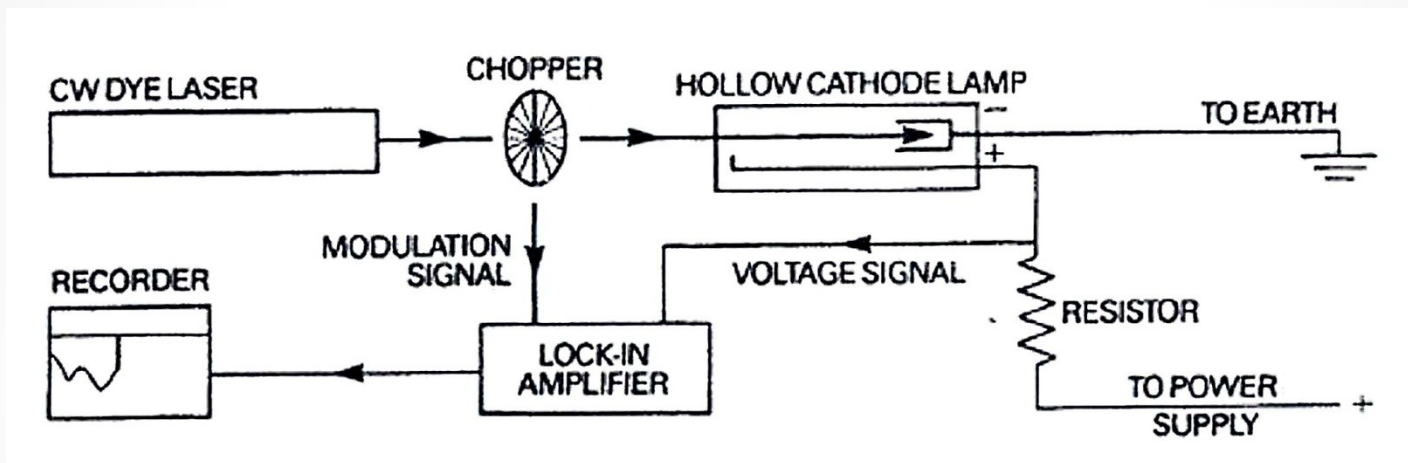 CW DYE LASER
CHOPPER
HOLLOW CATHODE LAMP
−
+
TO EARTH
MODULATION
SIGNAL
VOLTAGE SIGNAL
RECORDER
RESISTOR
LOCK-IN
AMPLIFIER
TO POWER
SUPPLY
+